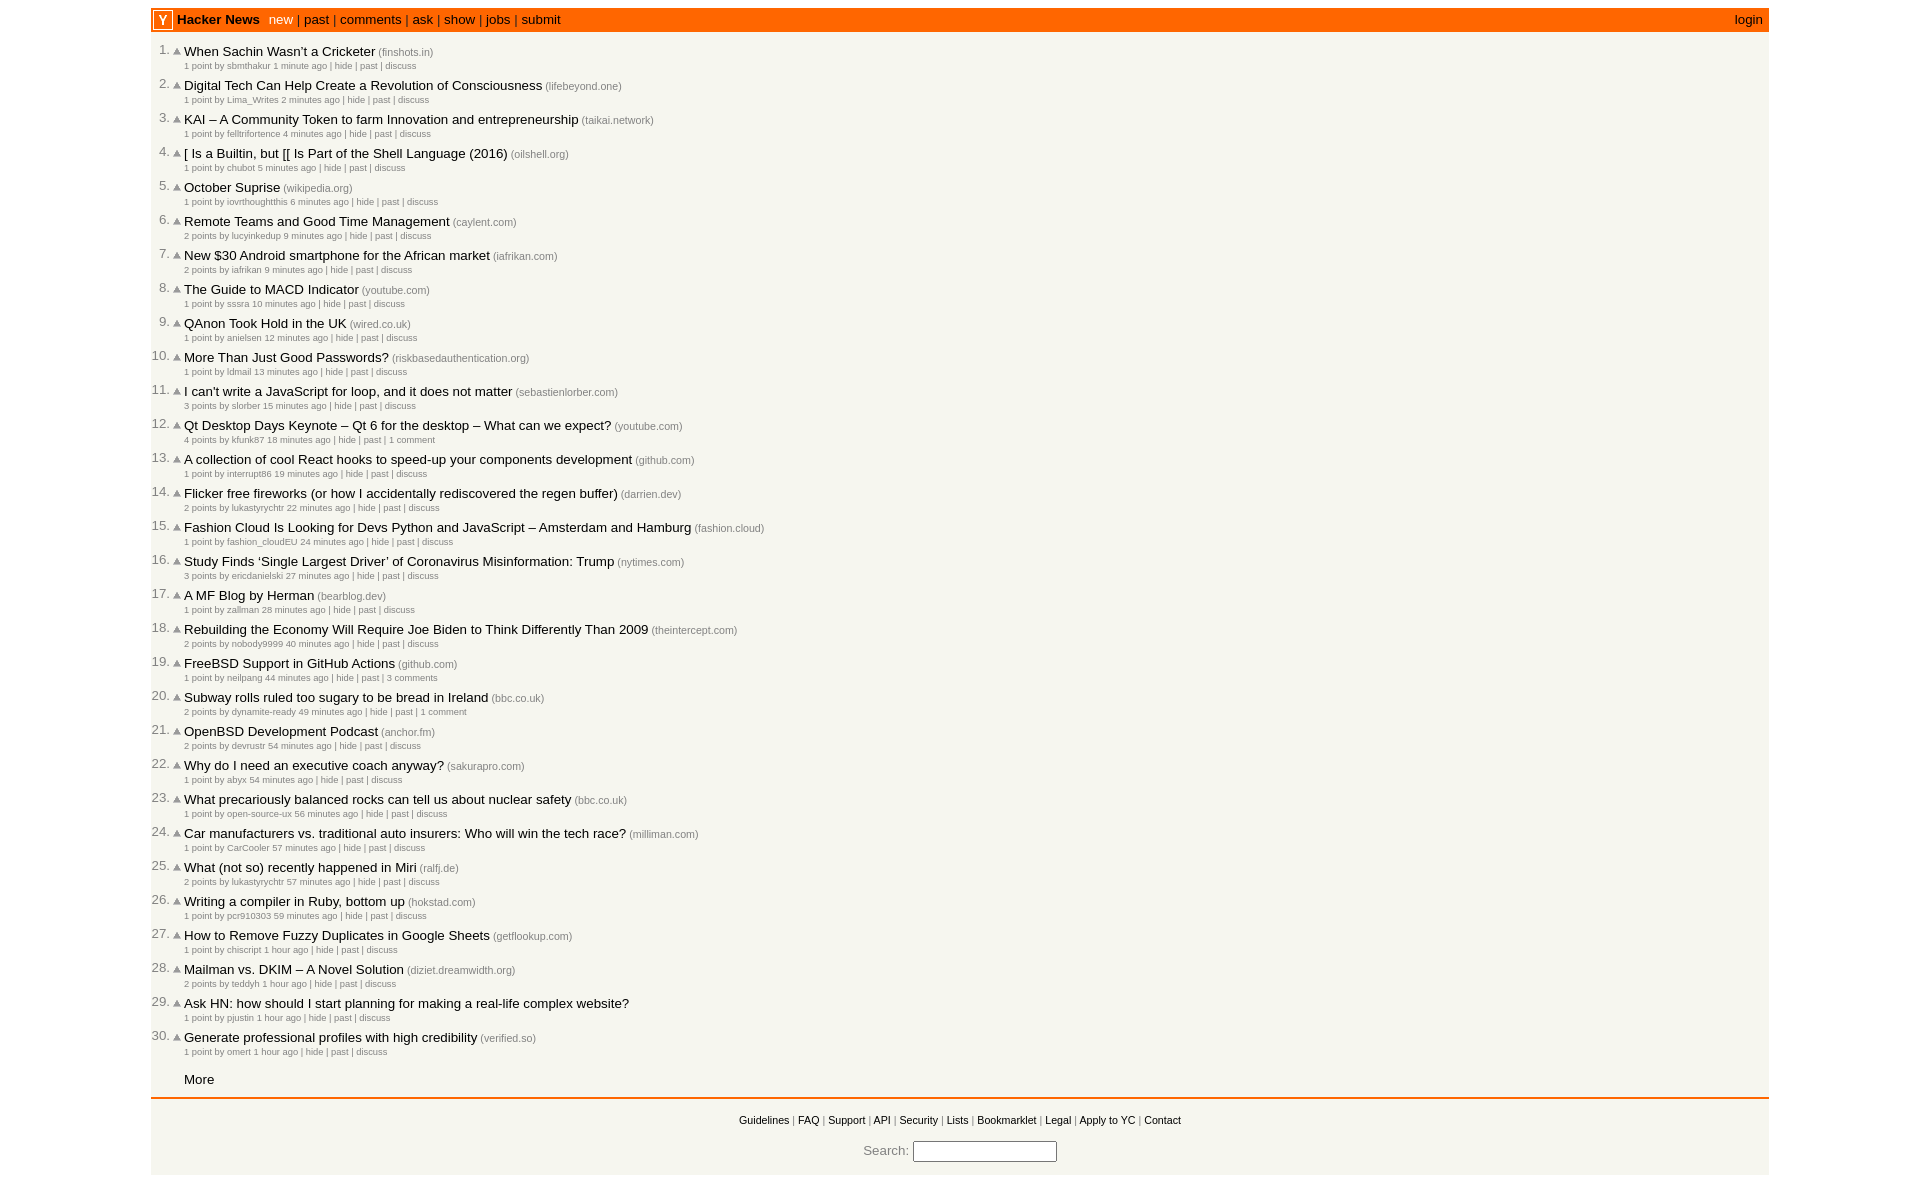 Y Hacker News new | past | comments | ask | show | jobs | submit login
1. When Sachin Wasn't a Cricketer (finshots.in)
1 point by sbmthakur 1 minute ago | hide | past | discuss
2. Digital Tech Can Help Create a Revolution of Consciousness (lifebeyond.one)
1 point by Lima_Writes 2 minutes ago | hide | past | discuss
3. KAI – A Community Token to farm Innovation and entrepreneurship (taikai.network)
1 point by felltrifortence 4 minutes ago | hide | past | discuss
4. [ Is a Builtin, but [[ Is Part of the Shell Language (2016) (oilshell.org)
1 point by chubot 5 minutes ago | hide | past | discuss
5. October Suprise (wikipedia.org)
1 point by iovrthoughtthis 6 minutes ago | hide | past | discuss
6. Remote Teams and Good Time Management (caylent.com)
2 points by lucyinkedup 9 minutes ago | hide | past | discuss
7. New $30 Android smartphone for the African market (iafrikan.com)
2 points by iafrikan 9 minutes ago | hide | past | discuss
8. The Guide to MACD Indicator (youtube.com)
1 point by sssra 10 minutes ago | hide | past | discuss
9. QAnon Took Hold in the UK (wired.co.uk)
1 point by anielsen 12 minutes ago | hide | past | discuss
10. More Than Just Good Passwords? (riskbasedauthentication.org)
1 point by ldmail 13 minutes ago | hide | past | discuss
11. I can't write a JavaScript for loop, and it does not matter (sebastienlorber.com)
3 points by slorber 15 minutes ago | hide | past | discuss
12. Qt Desktop Days Keynote – Qt 6 for the desktop – What can we expect? (youtube.com)
4 points by kfunk87 18 minutes ago | hide | past | 1 comment
13. A collection of cool React hooks to speed-up your components development (github.com)
1 point by interrupt86 19 minutes ago | hide | past | discuss
14. Flicker free fireworks (or how I accidentally rediscovered the regen buffer) (darrien.dev)
2 points by lukastyrychtr 22 minutes ago | hide | past | discuss
15. Fashion Cloud Is Looking for Devs Python and JavaScript – Amsterdam and Hamburg (fashion.cloud)
1 point by fashion_cloudEU 24 minutes ago | hide | past | discuss
16. Study Finds ‘Single Largest Driver’ of Coronavirus Misinformation: Trump (nytimes.com)
3 points by ericdanielski 27 minutes ago | hide | past | discuss
17. A MF Blog by Herman (bearblog.dev)
1 point by zallman 28 minutes ago | hide | past | discuss
18. Rebuilding the Economy Will Require Joe Biden to Think Differently Than 2009 (theintercept.com)
2 points by nobody9999 40 minutes ago | hide | past | discuss
19. FreeBSD Support in GitHub Actions (github.com)
1 point by neilpang 44 minutes ago | hide | past | 3 comments
20. Subway rolls ruled too sugary to be bread in Ireland (bbc.co.uk)
2 points by dynamite-ready 49 minutes ago | hide | past | 1 comment
21. OpenBSD Development Podcast (anchor.fm)
2 points by devrustr 54 minutes ago | hide | past | discuss
22. Why do I need an executive coach anyway? (sakurapro.com)
1 point by abyx 54 minutes ago | hide | past | discuss
23. What precariously balanced rocks can tell us about nuclear safety (bbc.co.uk)
1 point by open-source-ux 56 minutes ago | hide | past | discuss
24. Car manufacturers vs. traditional auto insurers: Who will win the tech race? (milliman.com)
1 point by CarCooler 57 minutes ago | hide | past | discuss
25. What (not so) recently happened in Miri (ralfj.de)
2 points by lukastyrychtr 57 minutes ago | hide | past | discuss
26. Writing a compiler in Ruby, bottom up (hokstad.com)
1 point by pcr910303 59 minutes ago | hide | past | discuss
27. How to Remove Fuzzy Duplicates in Google Sheets (getflookup.com)
1 point by chiscript 1 hour ago | hide | past | discuss
28. Mailman vs. DKIM – A Novel Solution (diziet.dreamwidth.org)
2 points by teddyh 1 hour ago | hide | past | discuss
29. Ask HN: how should I start planning for making a real-life complex website?
1 point by pjustin 1 hour ago | hide | past | discuss
30. Generate professional profiles with high credibility (verified.so)
1 point by omert 1 hour ago | hide | past | discuss
More
Guidelines | FAQ | Support | API | Security | Lists | Bookmarklet | Legal | Apply to YC | Contact
Search: